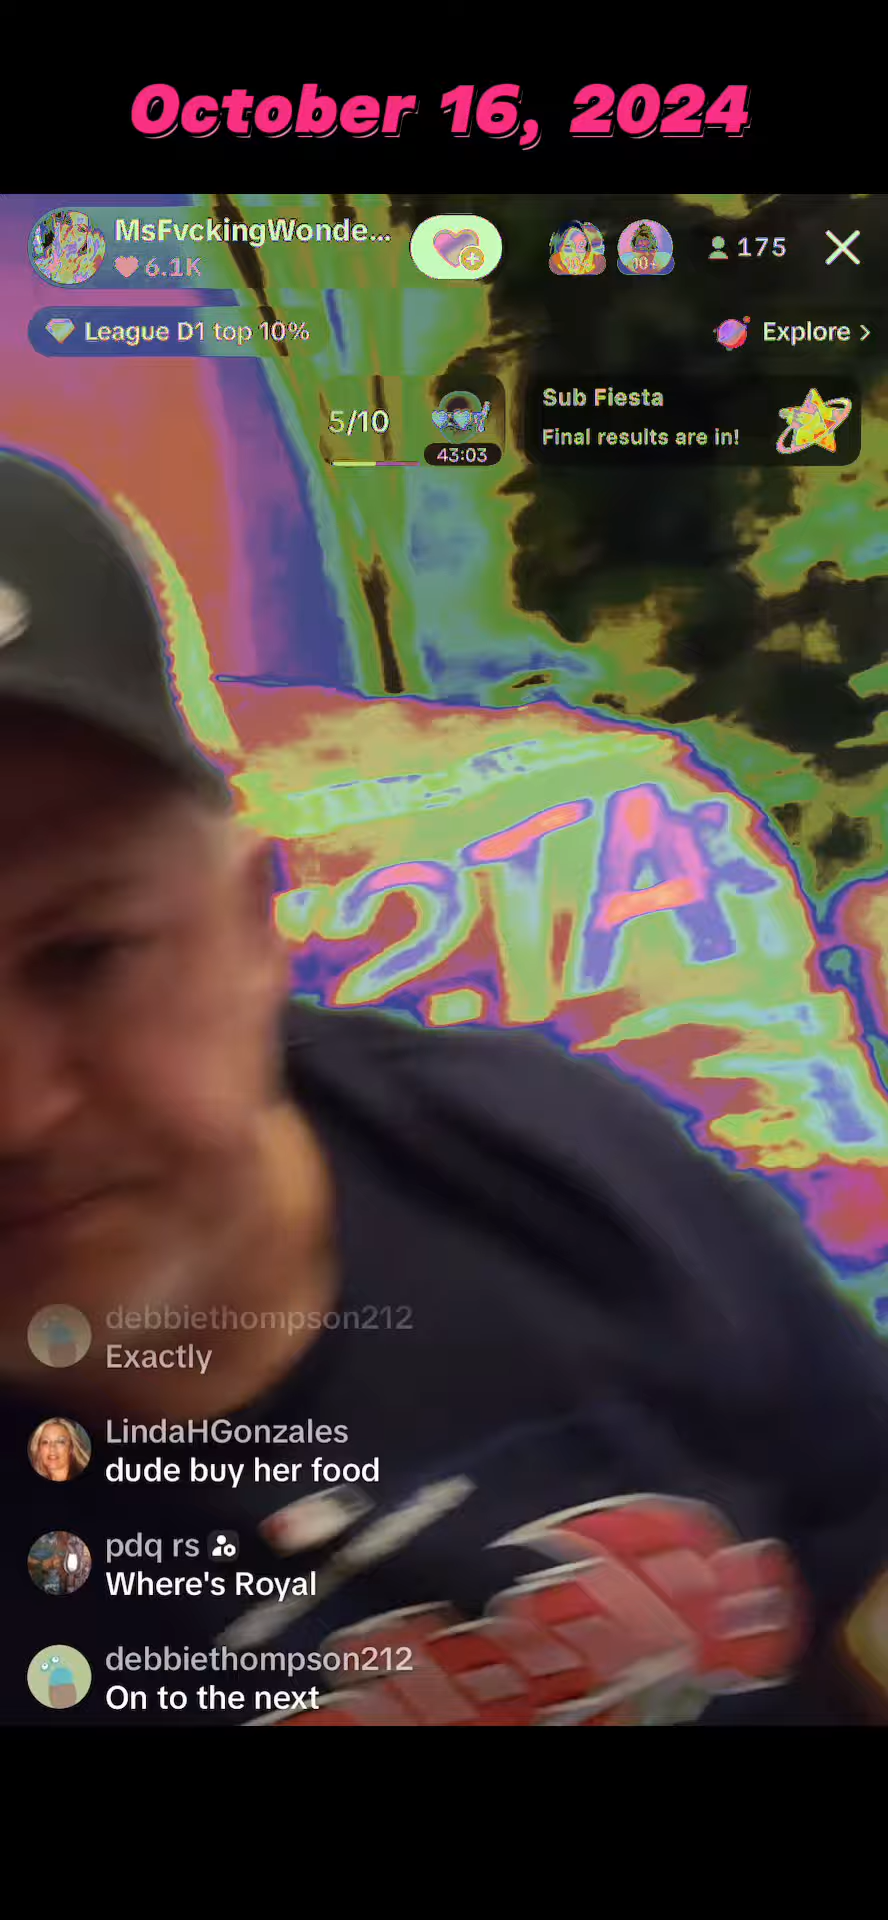 October 16, 2024
MsFvckingWonde...
6.1K
175
League D1 top 10%
Explore >
5/10
43:03
Sub Fiesta
Final results are in!
debbiethompson212
Exactly
LindaHGonzales
dude buy her food
pdq rs
Where's Royal
debbiethompson212
On to the next